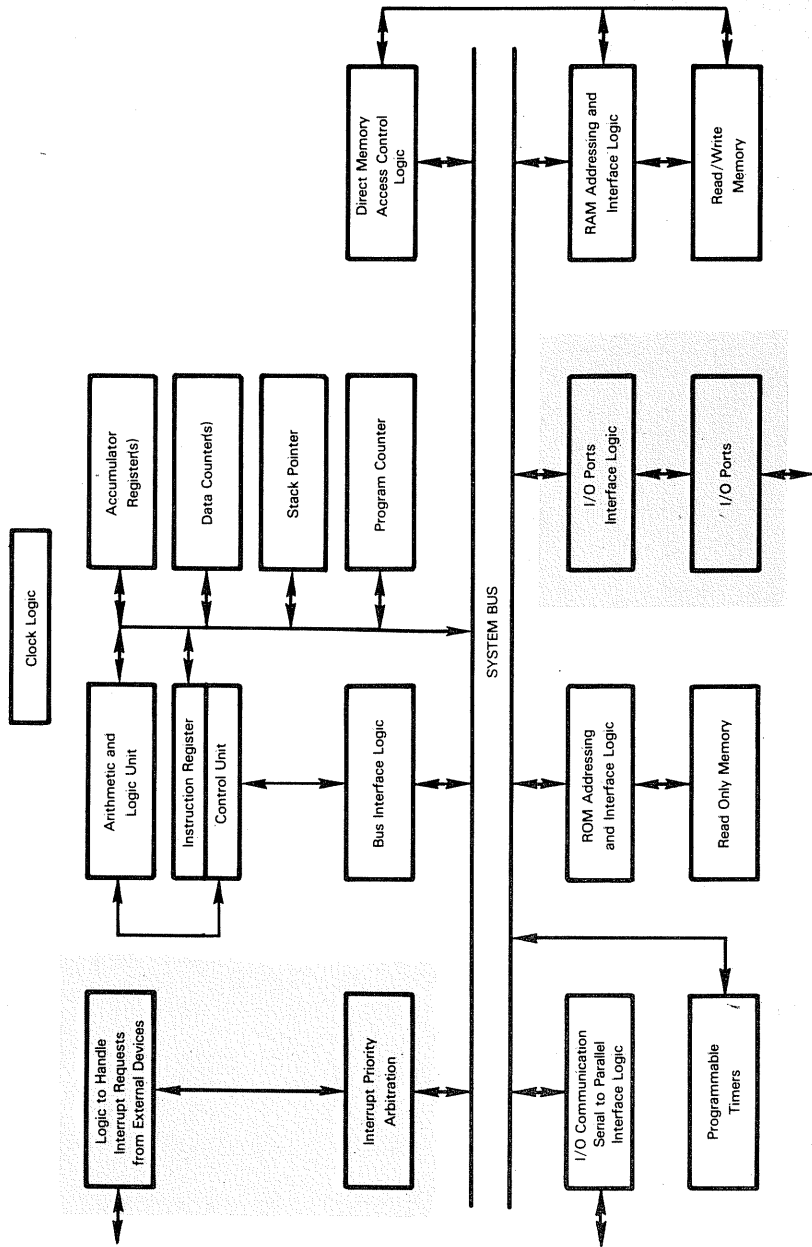 Clock Logic
Logic to Handle
Interrupt Requests
from External Devices
Arithmetic and
Logic Unit
Accumulator
Register(s)
Instruction Register
Control Unit
Data Counter(s)
Stack Pointer
Interrupt Priority
Arbitration
Bus Interface Logic
Program Counter
Direct Memory
Access Control
Logic
SYSTEM BUS
I/O Communication
Serial to Parallel
Interface Logic
ROM Addressing
and Interface Logic
I/O Ports
Interface Logic
RAM Addressing and
Interface Logic
Programmable
Timers
Read Only Memory
I/O Ports
Read/Write
Memory